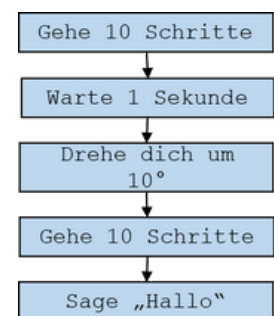 Gehe 10 Schritte
Warte 1 Sekunde
Drehe dich um
10°
Gehe 10 Schritte
Sage „Hallo“